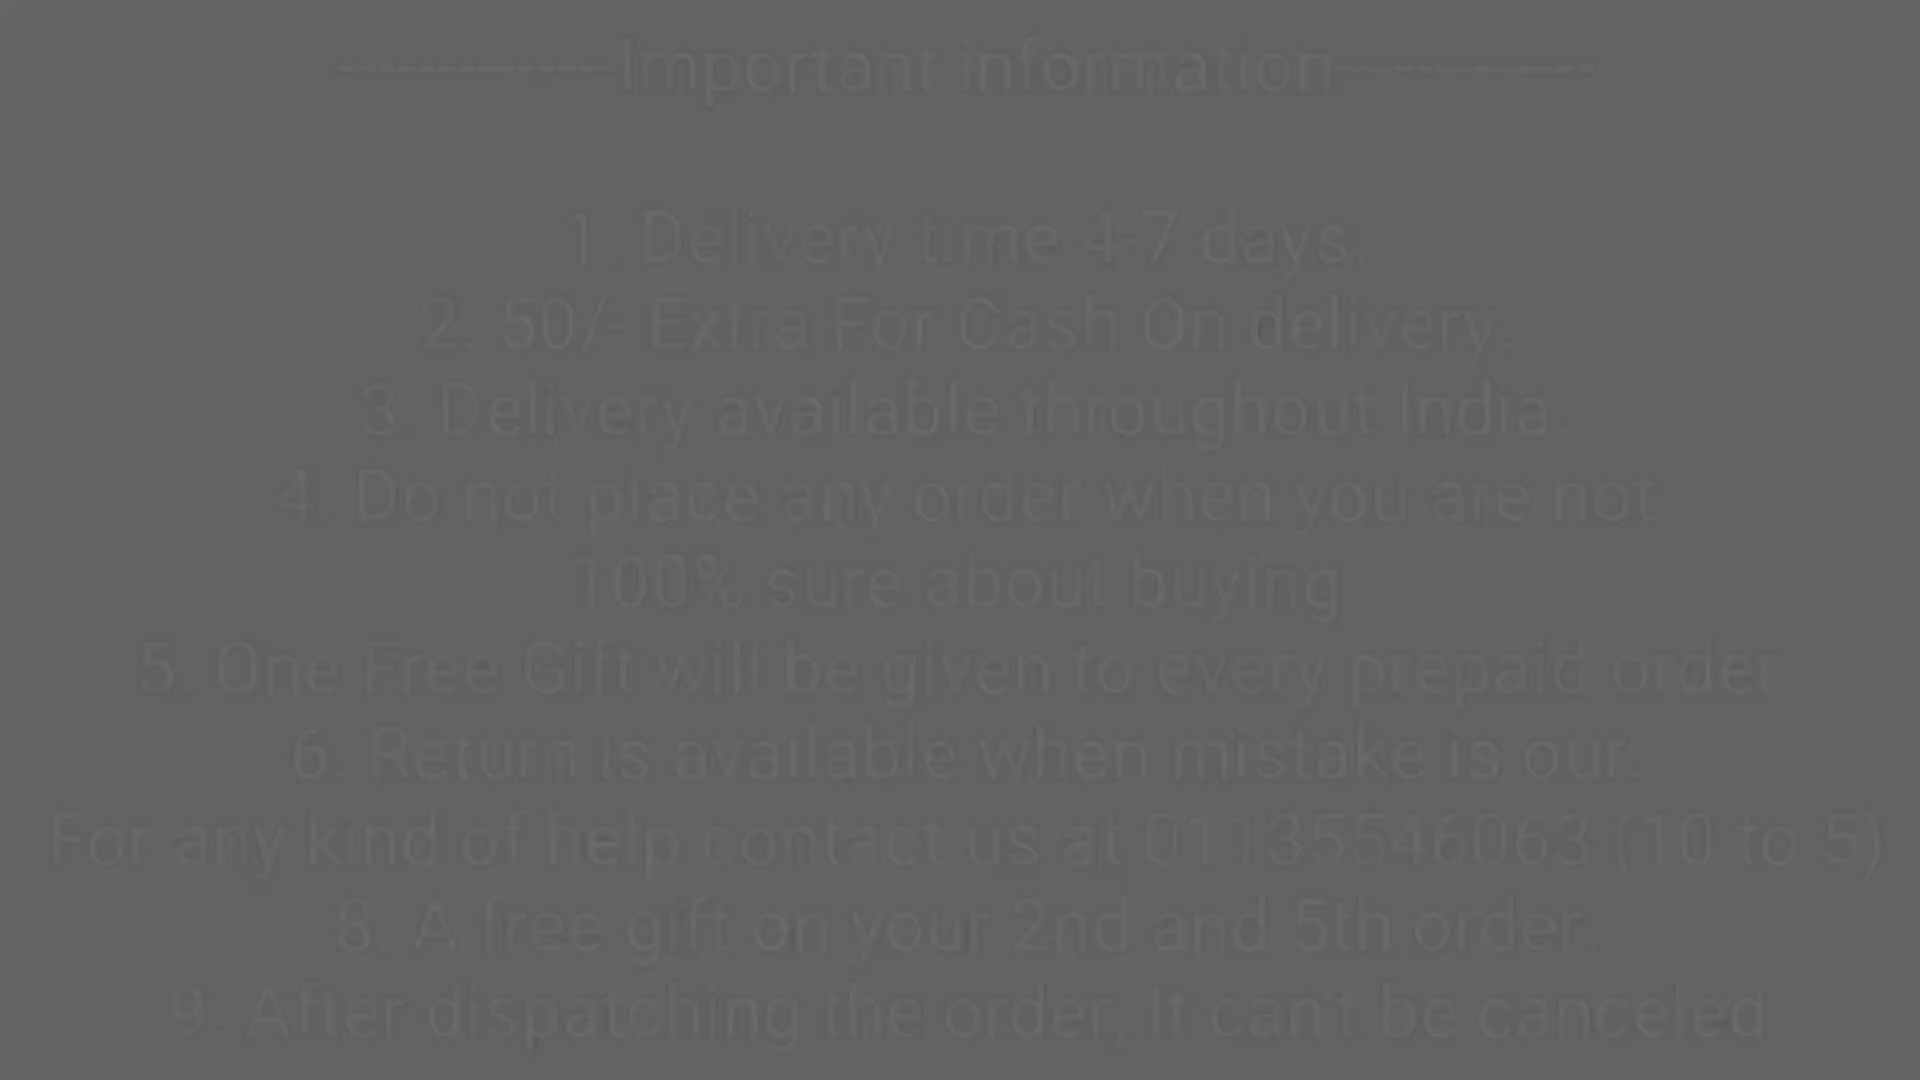 ----------------Important information----------------
1. Delivery time 4-7 days.
2. 50/- Extra For Cash On delivery.
3. Delivery available throughout India
4. Do not place any order when you are not
100% sure about buying
5. One Free Gift will be given to every prepaid order
6. Return is available when mistake is our.
For any kind of help contact us at 01135546063 (10 to 5)
8. A free gift on your 2nd and 5th order.
9. After dispatching the order, It can't be canceled